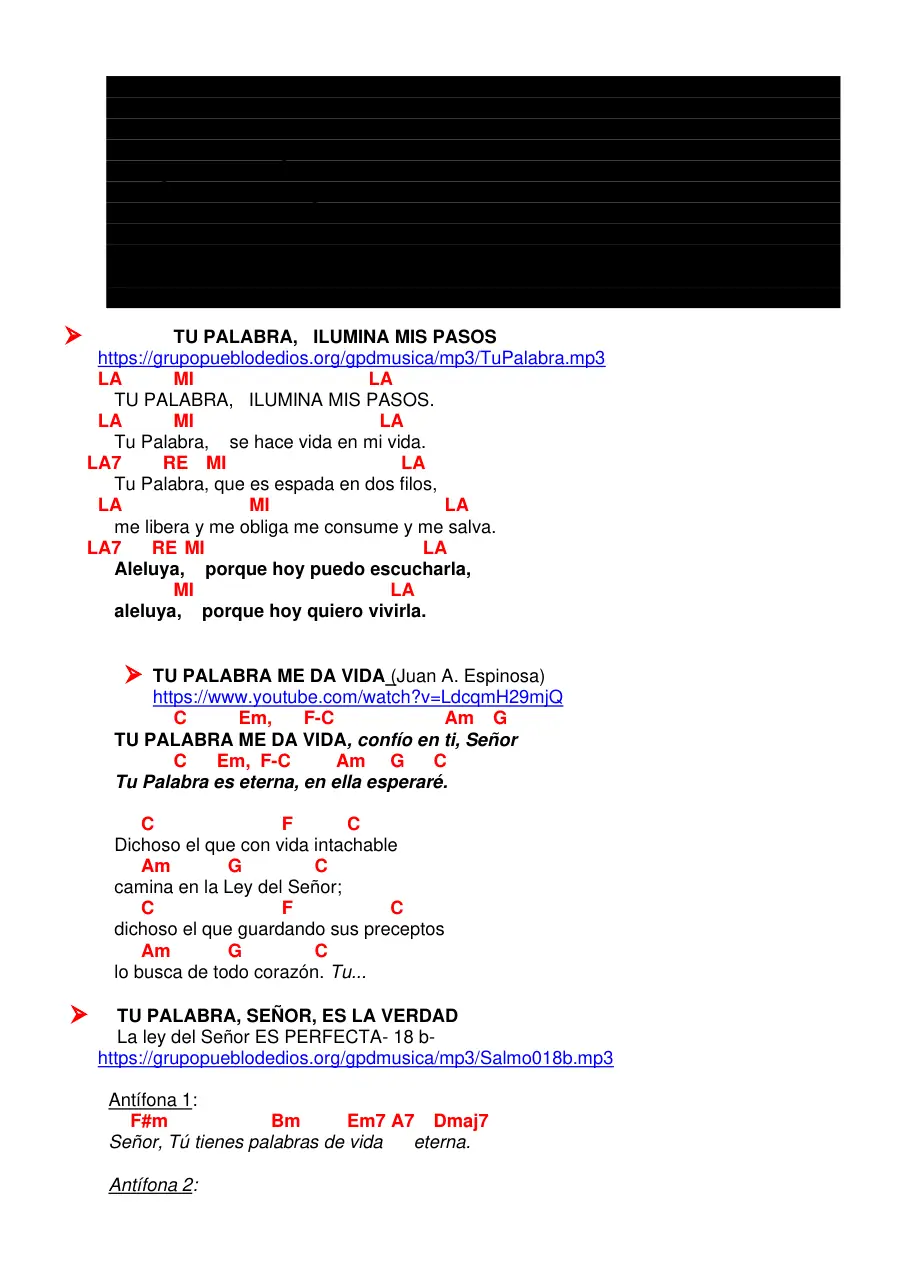 TU PALABRA, ILUMINA MIS PASOS
https://grupopueblodedios.org/gpdmusica/mp3/TuPalabra.mp3
LA MI LA
TU PALABRA, ILUMINA MIS PASOS.
LA MI LA
Tu Palabra, se hace vida en mi vida.
LA7 RE MI LA
Tu Palabra, que es espada en dos filos,
LA MI LA
me libera y me obliga me consume y me salva.
LA7 RE MI LA
Aleluya, porque hoy puedo escucharla,
MI LA
aleluya, porque hoy quiero vivirla.
TU PALABRA ME DA VIDA (Juan A. Espinosa)
https://www.youtube.com/watch?v=LdcqmH29mjQ
C Em, F-C Am G
TU PALABRA ME DA VIDA, confío en ti, Señor
C Em, F-C Am G C
Tu Palabra es eterna, en ella esperaré.
C F C
Dichoso el que con vida intachable
Am G C
camina en la Ley del Señor;
C F C
dichoso el que guardando sus preceptos
Am G C
lo busca de todo corazón. Tu...
TU PALABRA, SEÑOR, ES LA VERDAD
La ley del Señor ES PERFECTA- 18 b-
https://grupopueblodedios.org/gpdmusica/mp3/Salmo018b.mp3
Antífona 1:
F#m Bm Em7 A7 Dmaj7
Señor, Tú tienes palabras de vida eterna.
Antífona 2: